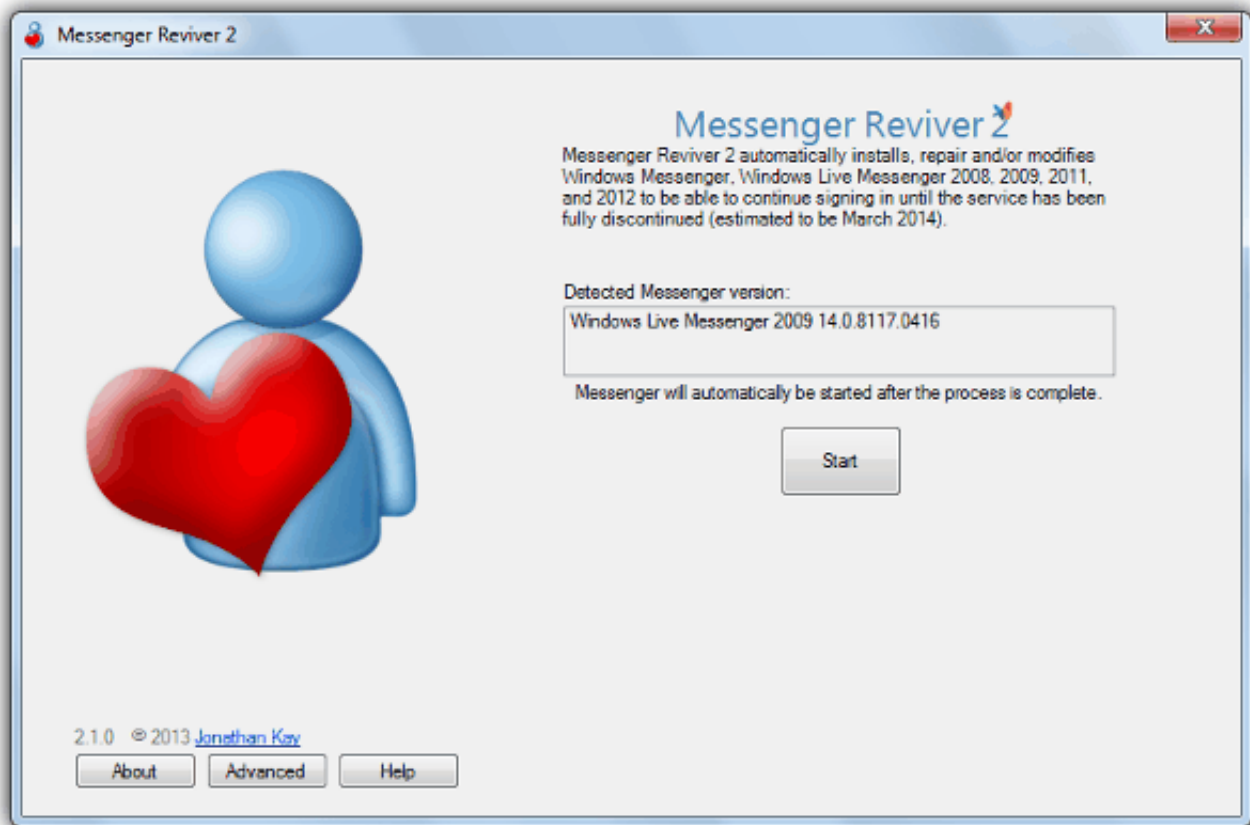 Messenger Reviver 2
Messenger Reviver 2
Messenger Reviver 2 automatically installs, repair and/or modifies
Windows Messenger, Windows Live Messenger 2008, 2009, 2011,
and 2012 to be able to continue signing in until the service has been
fully discontinued (estimated to be March 2014).
Detected Messenger version:
Windows Live Messenger 2009 14.0.8117.0416
Messenger will automatically be started after the process is complete.
Start
2.1.0 © 2013 Jonathan Kay
About Advanced Help